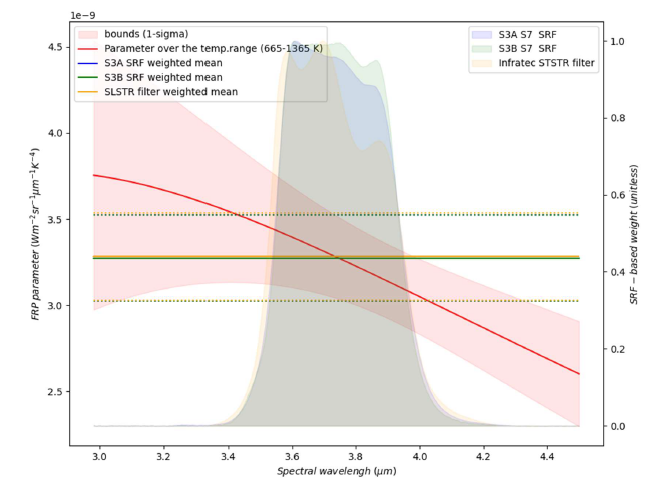 1e−9
bounds (1-sigma)
Parameter over the temp.range (665-1365 K)
S3A SRF weighted mean
S3B SRF weighted mean
SLSTR filter weighted mean
S3A S7 SRF
S3B S7 SRF
Infratec STSTR filter
4.5
4.0
3.5
3.0
2.5
FRP parameter (Wm−2sr−1μm−1K−4)
1.0
0.8
0.6
0.4
0.2
0.0
SRF − based weight (unitless)
3.0 3.2 3.4 3.6 3.8 4.0 4.2 4.4
Spectral wavelengh (μm)